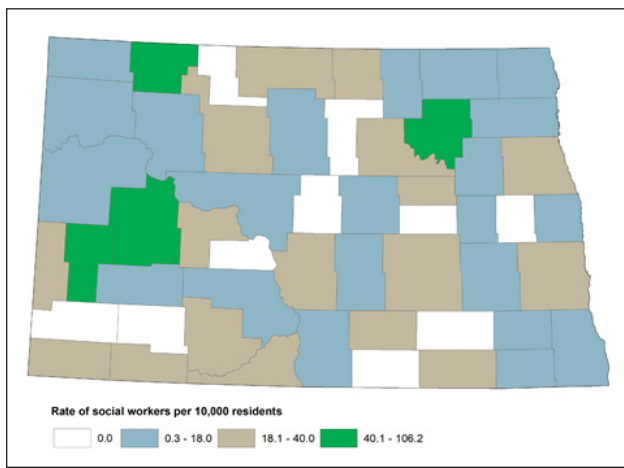 Rate of social workers per 10,000 residents
0.0 0.3 - 18.0 18.1 - 40.0 40.1 - 106.2